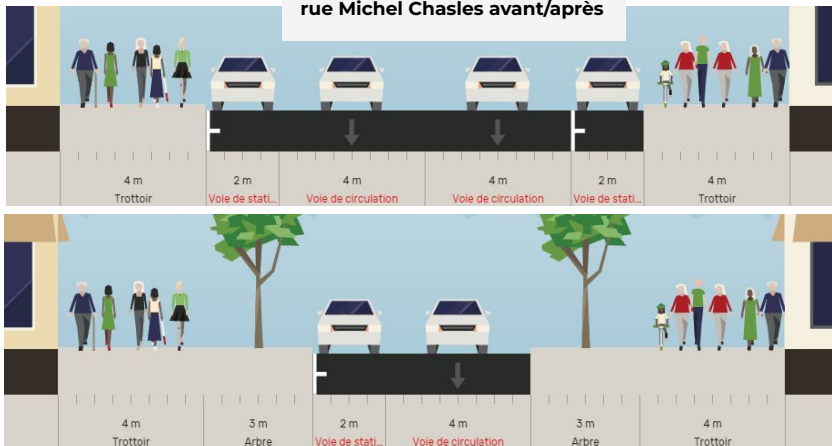 rue Michel Chasles avant/après
4 m 2 m 4 m 4 m 2 m 4 m
Trottoir Voie de stati... Voie de circulation Voie de circulation Voie de stati... Trottoir
4 m 3 m 2 m 4 m 3 m 4 m
Trottoir Arbre Voie de stati... Voie de circulation Arbre Trottoir